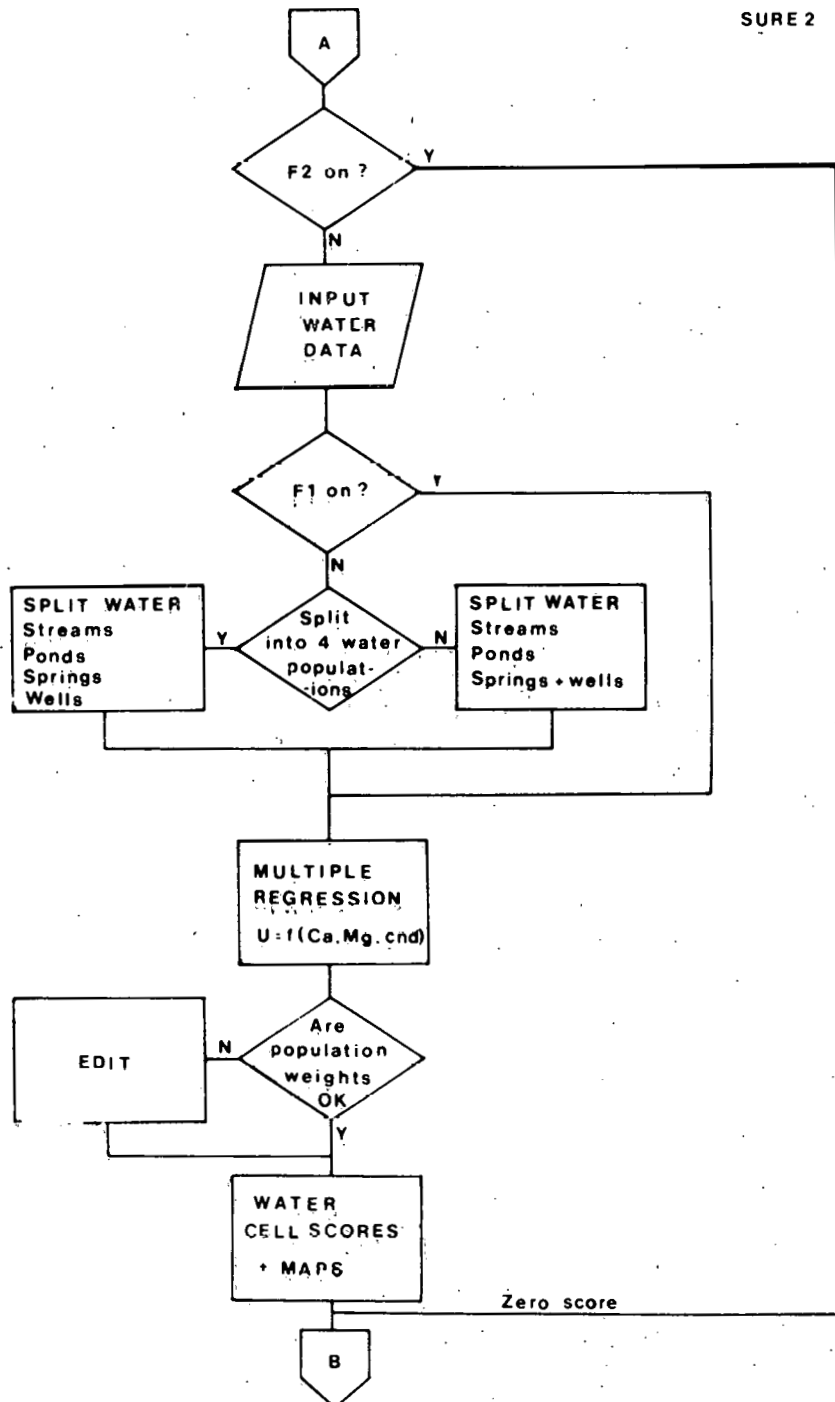 SURE 2
A
F2 on ?
Y
N
INPUT
WATER
DATA
F1 on ?
Y
N
SPLIT WATER
Streams
Ponds
Springs
Wells
Y
Split
into 4 water
populat-
-ions
N
SPLIT WATER
Streams
Ponds
Springs + wells
MULTIPLE
REGRESSION
U = f(Ca, Mg, cnd)
EDIT
N
Are
population
weights
OK
Y
WATER
CELL SCORES
+ MAPS
Zero score
B